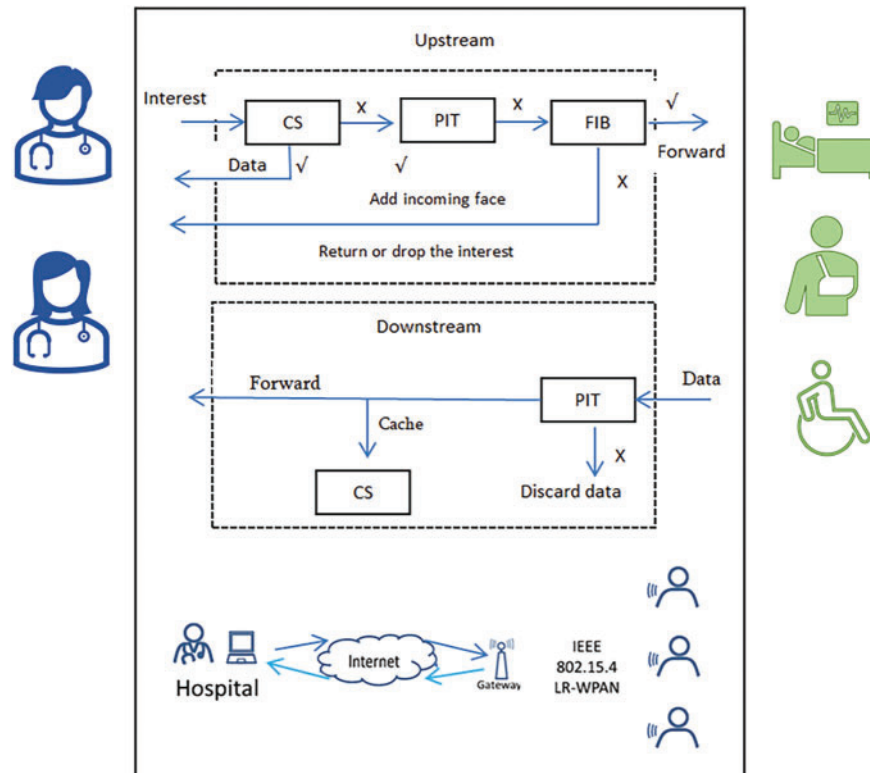 Upstream
Interest
CS
X
PIT
X
FIB
√
Forward
Data
√
√
X
Add incoming face
Return or drop the interest
Downstream
Forward
PIT
Data
Cache
X
CS
Discard data
Hospital
Internet
Gateway
IEEE
802.15.4
LR-WPAN